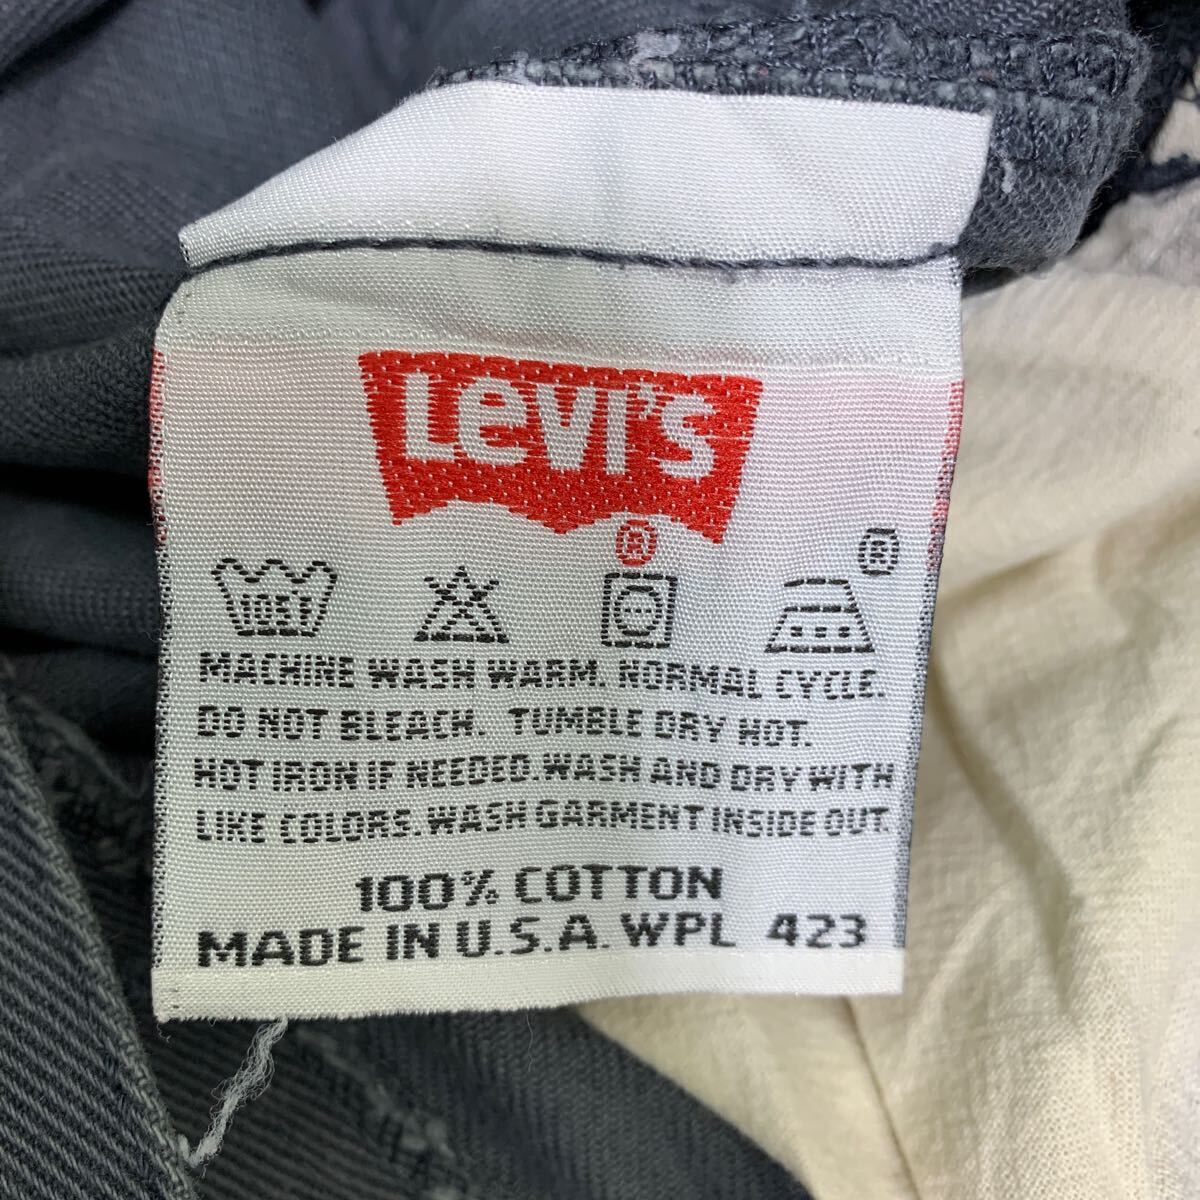 Levi's
®
®
105F
MACHINE WASH WARM. NORMAL CYCLE.
DO NOT BLEACH. TUMBLE DRY HOT.
HOT IRON IF NEEDED.WASH AND DRY WITH
LIKE COLORS.WASH GARMENT INSIDE OUT.
100% COTTON
MADE IN U.S.A. WPL 423